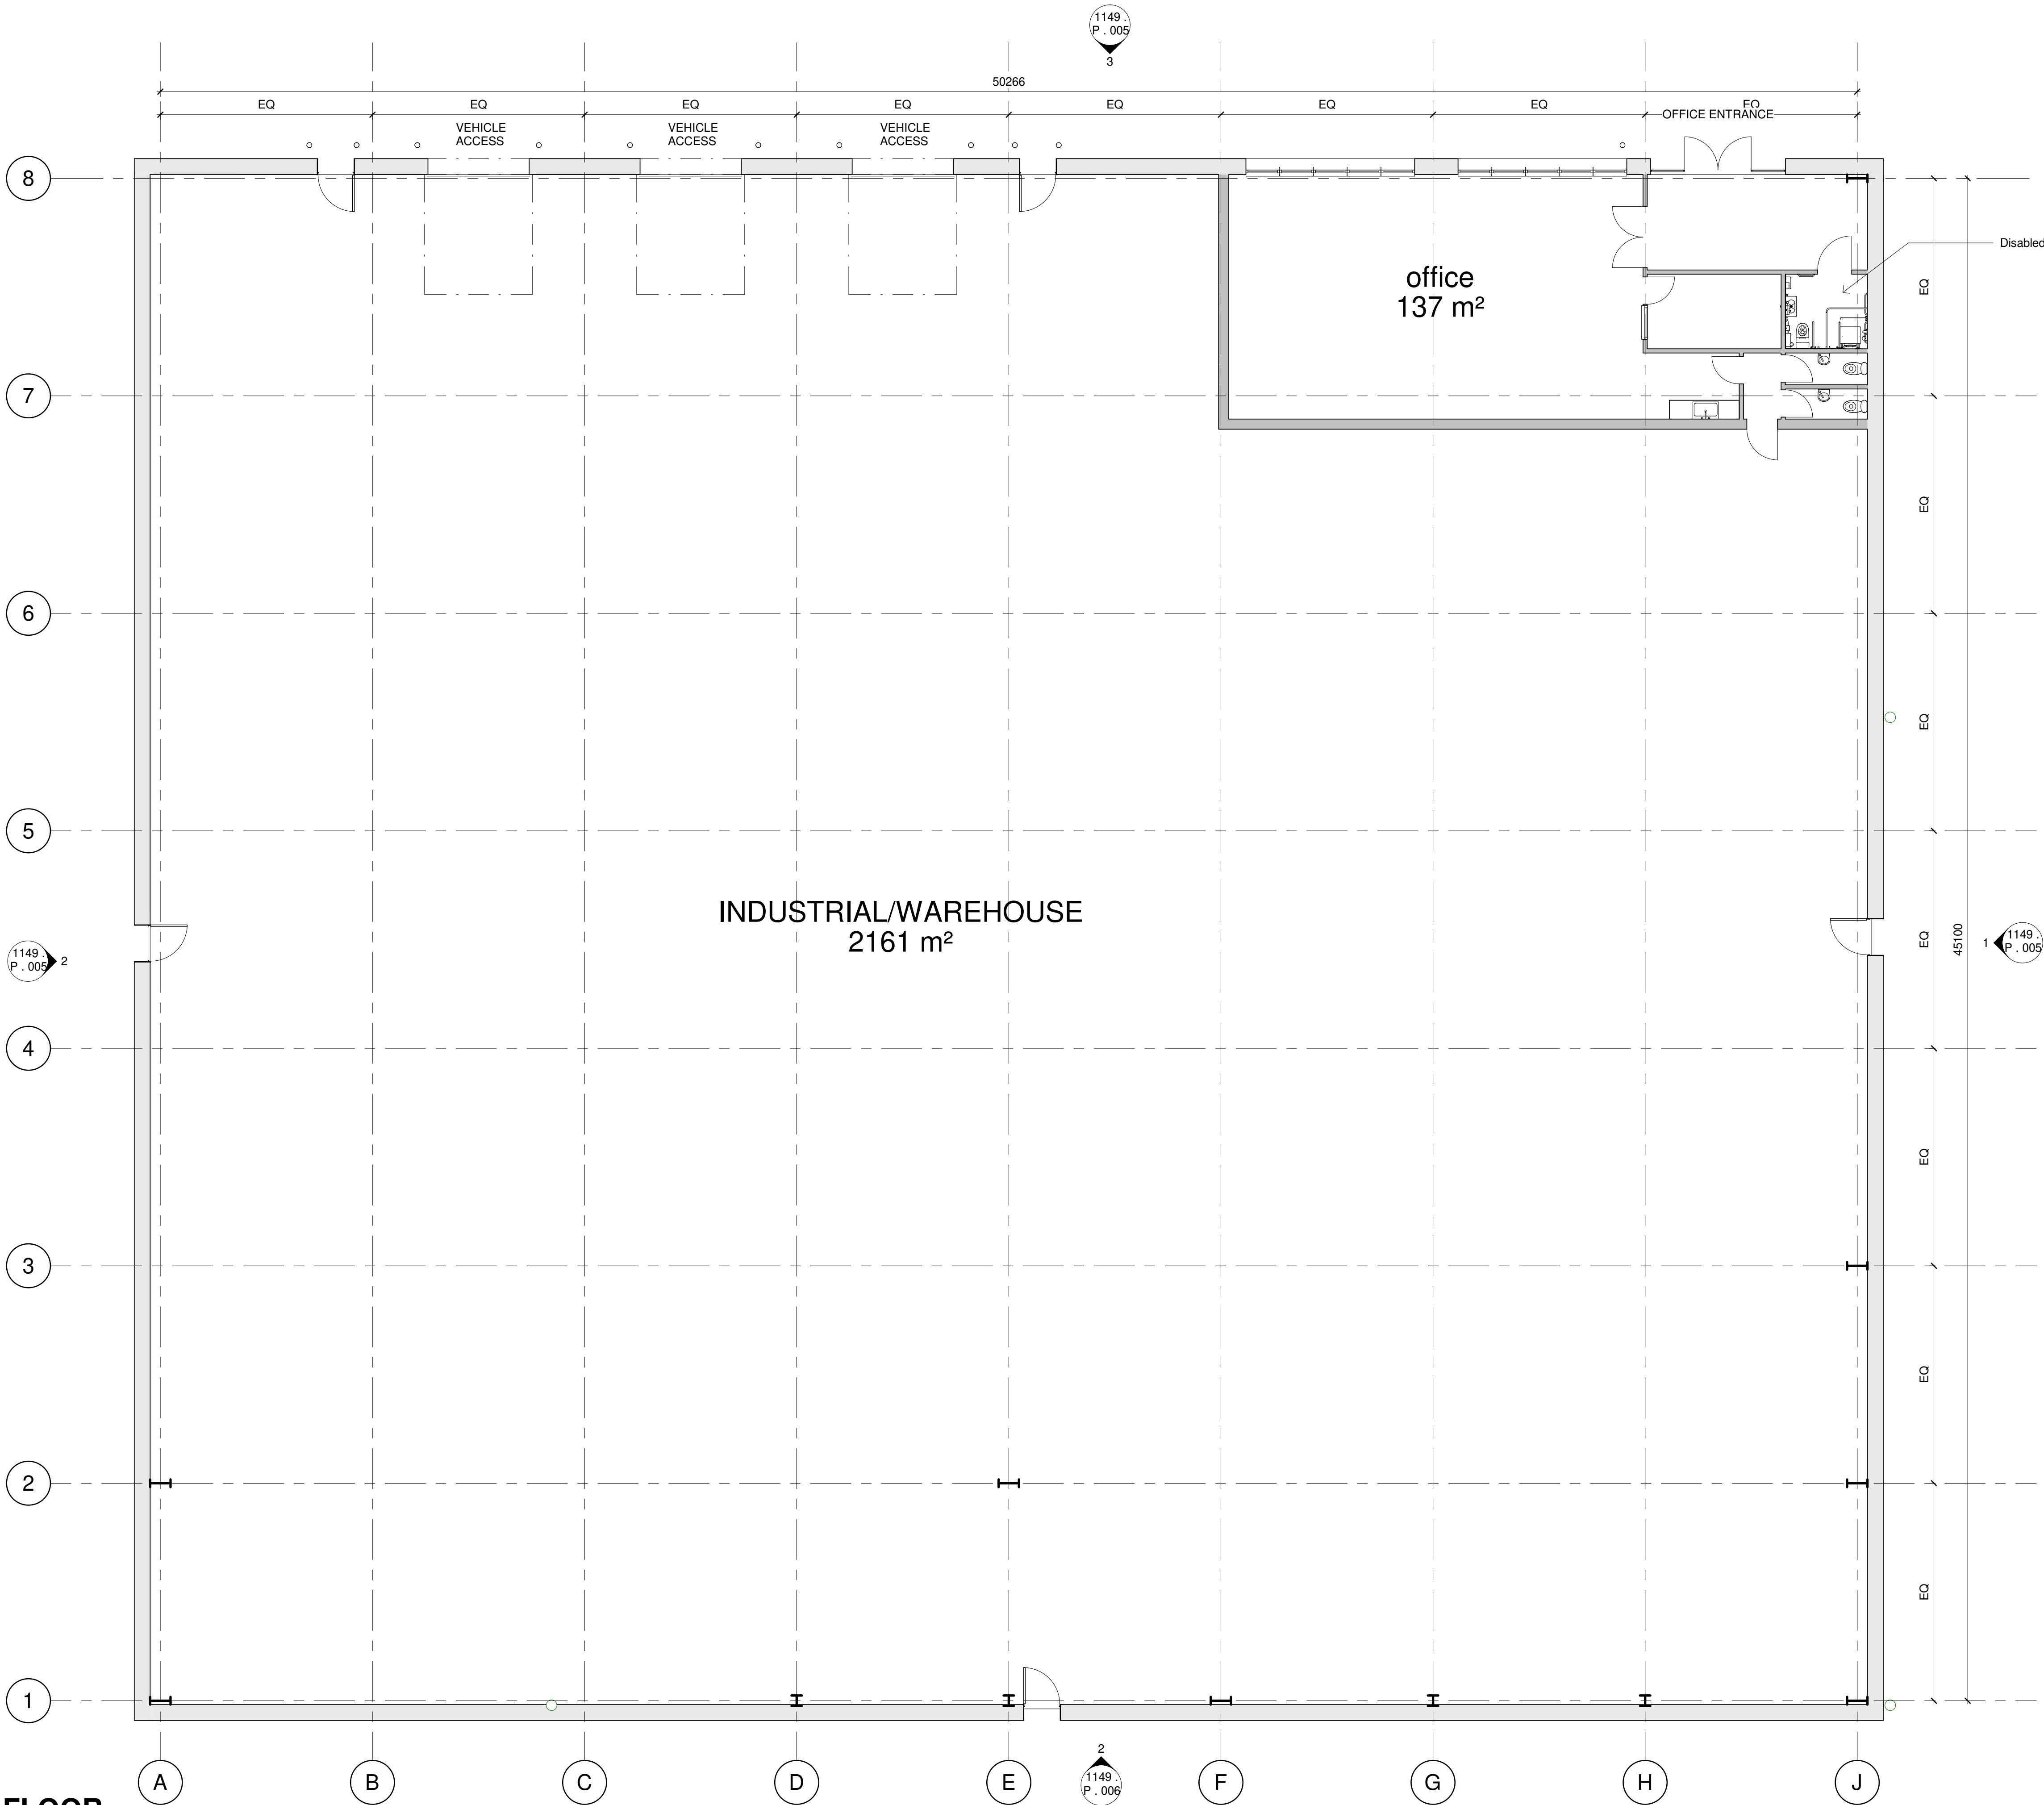 1149 .
P . 005
3
50266
EQ
EQ
EQ
EQ
EQ
EQ
EQ
EQ
VEHICLE
ACCESS
VEHICLE
ACCESS
VEHICLE
ACCESS
OFFICE ENTRANCE
8
Disabled
office
137 m²
EQ
7
EQ
6
EQ
5
INDUSTRIAL/WAREHOUSE
2161 m²
EQ
45100
1149 .
P . 005
2
1
1149 .
P . 005
4
EQ
3
EQ
2
EQ
1
2
1149 .
P . 006
A
B
C
D
E
F
G
H
J
FLOOR